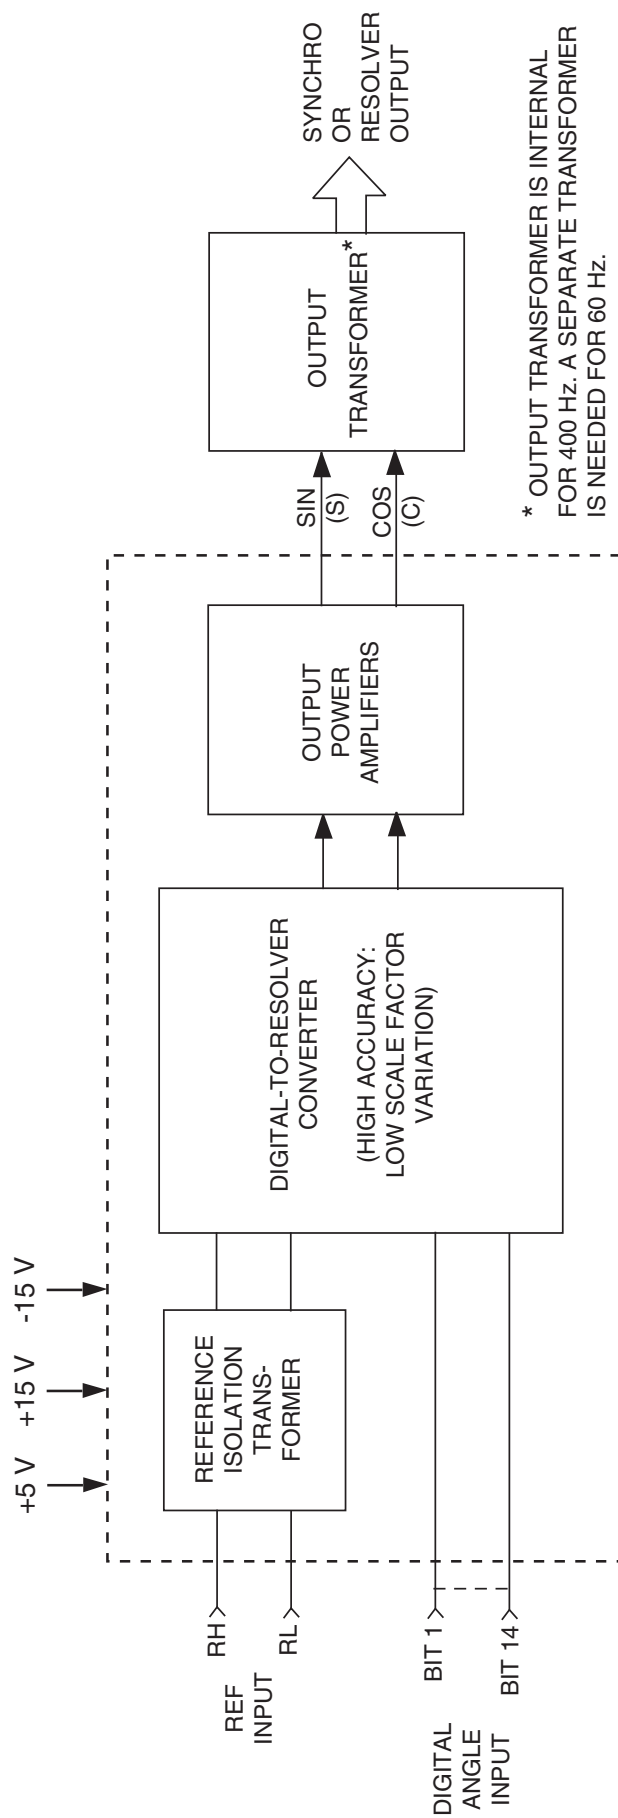 +5 V
+15 V
-15 V
RH
RL
REF
INPUT
BIT 1
BIT 14
DIGITAL
ANGLE
INPUT
REFERENCE
ISOLATION
TRANS-
FORMER
DIGITAL-TO-RESOLVER
CONVERTER
(HIGH ACCURACY:
LOW SCALE FACTOR
VARIATION)
OUTPUT
POWER
AMPLIFIERS
SIN
(S)
COS
(C)
OUTPUT
TRANSFORMER*
SYNCHRO
OR
RESOLVER
OUTPUT
* OUTPUT TRANSFORMER IS INTERNAL
FOR 400 Hz. A SEPARATE TRANSFORMER
IS NEEDED FOR 60 Hz.